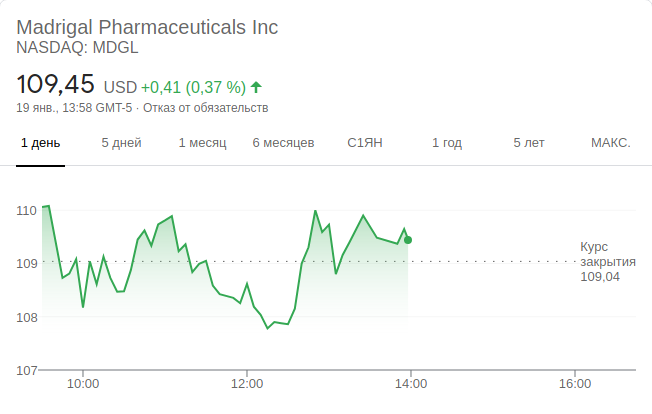 Madrigal Pharmaceuticals Inc
NASDAQ: MDGL
109,45 USD +0,41 (0,37 %)
19 янв., 13:58 GMT-5 · Отказ от обязательств
1 день 5 дней 1 месяц 6 месяцев С1ЯН 1 год 5 лет МАКС.
110
109
108
107
Курс
закрытия
109,04
10:00 12:00 14:00 16:00